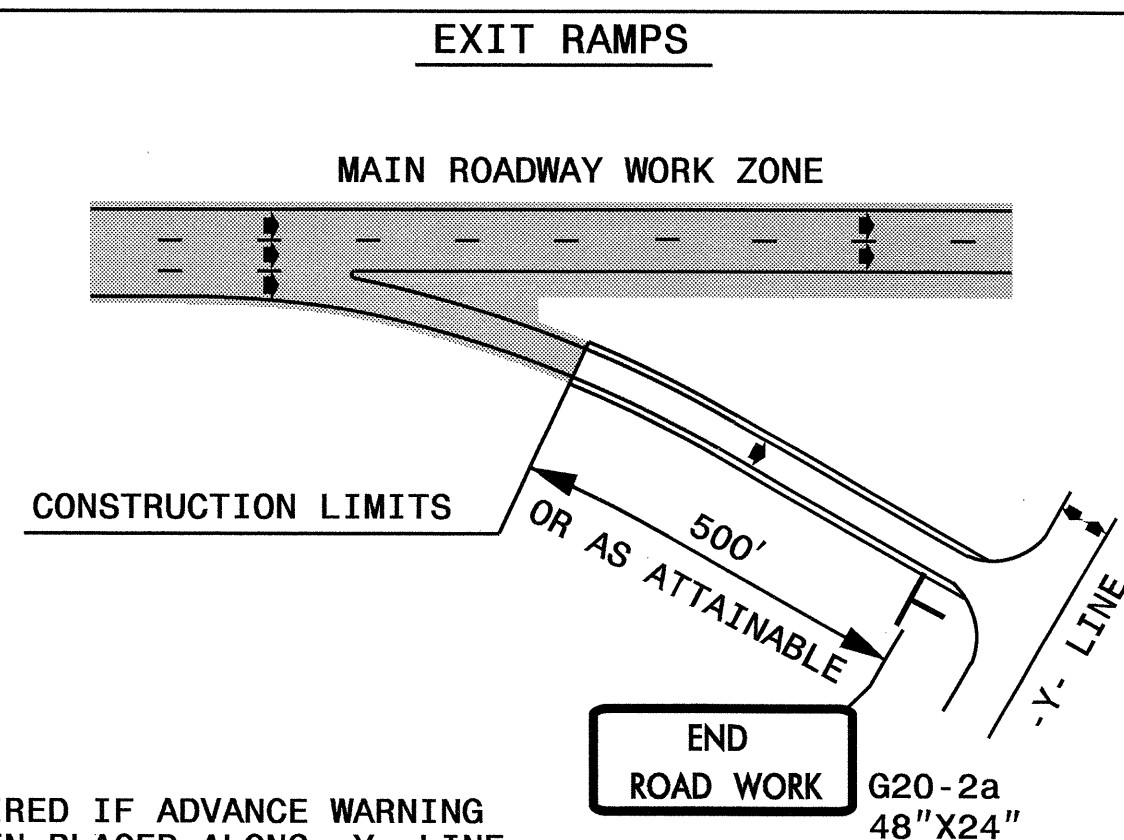 EXIT RAMPS
MAIN ROADWAY WORK ZONE
CONSTRUCTION LIMITS
500'
OR AS ATTAINABLE
-Y- LINE
END
ROAD WORK
G20-2a
48"X24"
IF ADVANCE WARNING
PLACED ALONG -Y- LINE